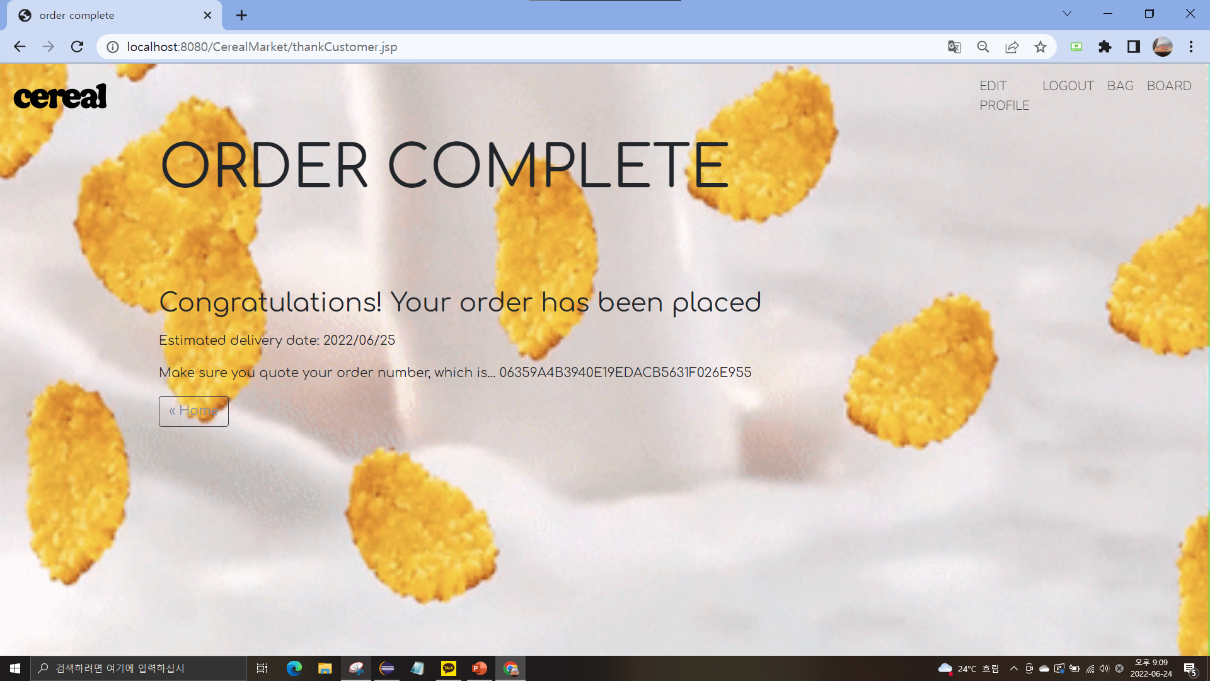 order complete
localhost:8080/CerealMarket/thankCustomer.jsp
cereal
EDIT PROFILE LOGOUT BAG BOARD
ORDER COMPLETE
Congratulations! Your order has been placed
Estimated delivery date: 2022/06/25
Make sure you quote your order number, which is... 06359A4B3940E19EDACB5631F026E955
« Home
검색하려면 여기에 입력하십시
TALK
24°C 흐림
오후 9:09
2022-06-24